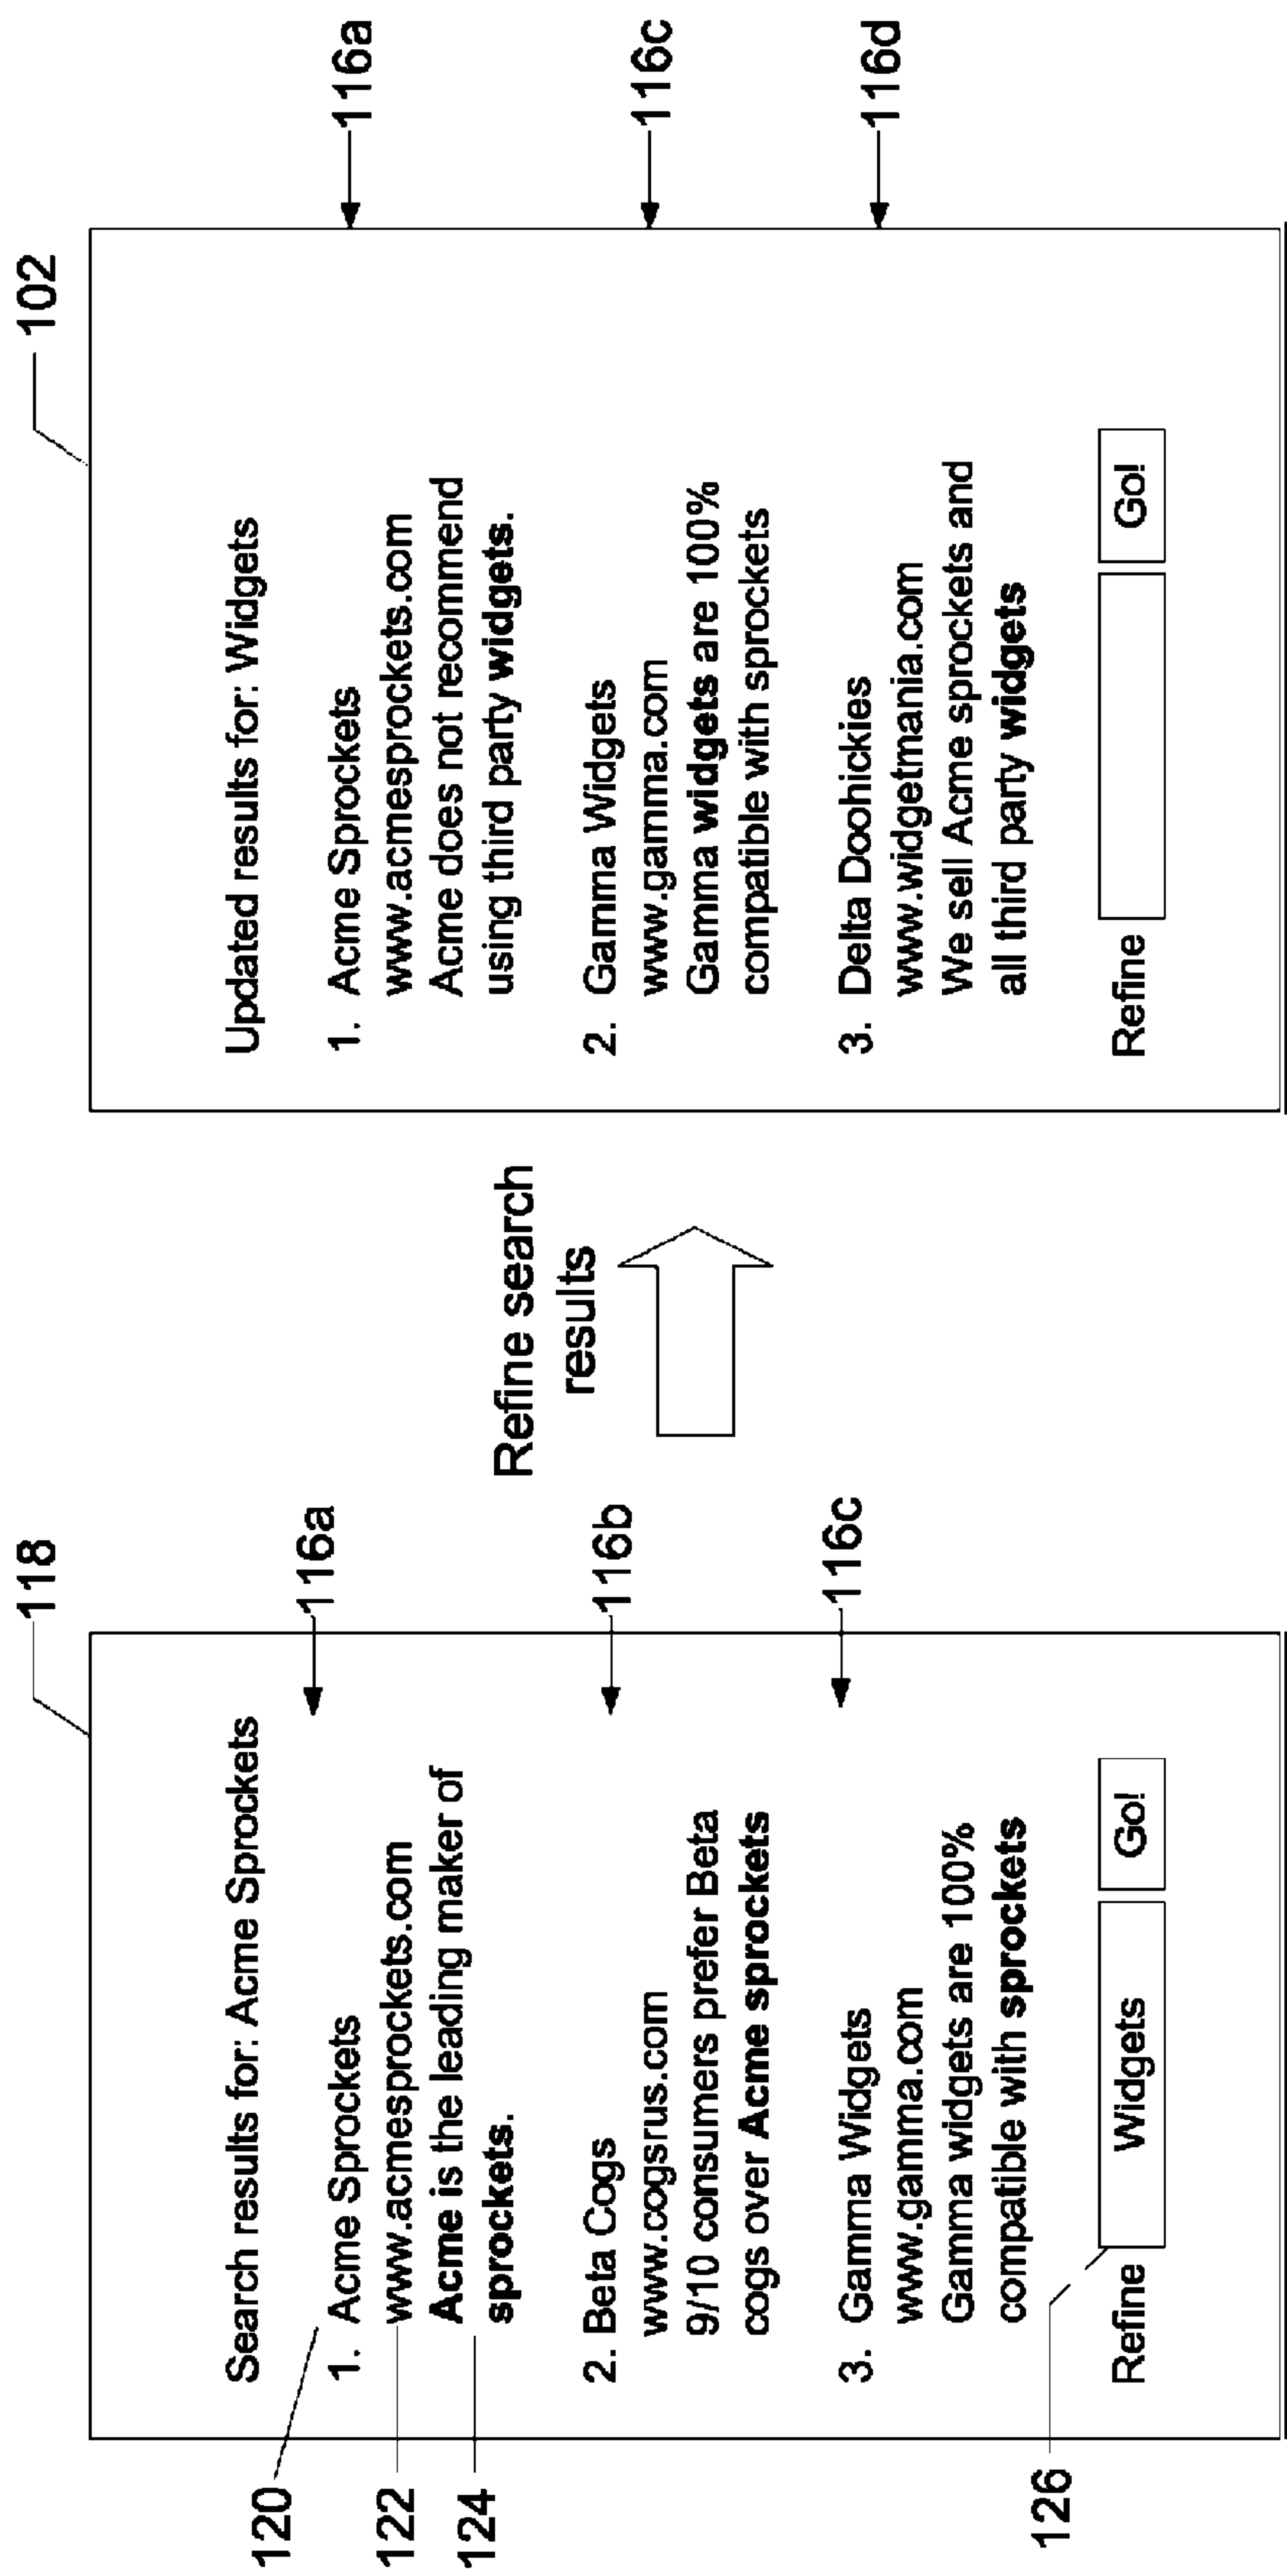 118
Search results for: Acme Sprockets
116a
120
1. Acme Sprockets
122
www.acmesprockets.com
124
Acme is the leading maker of
sprockets.
116b
2. Beta Cogs
www.cogsrus.com
9/10 consumers prefer Beta
cogs over Acme sprockets
116c
3. Gamma Widgets
www.gamma.com
Gamma widgets are 100%
compatible with sprockets
126
Refine Widgets Go!
Refine search
results
102
Updated results for: Widgets
116a
1. Acme Sprockets
www.acmesprockets.com
Acme does not recommend
using third party widgets.
116c
2. Gamma Widgets
www.gamma.com
Gamma widgets are 100%
compatible with sprockets
116d
3. Delta Doohickies
www.widgetmania.com
We sell Acme sprockets and
all third party widgets
Refine Go!